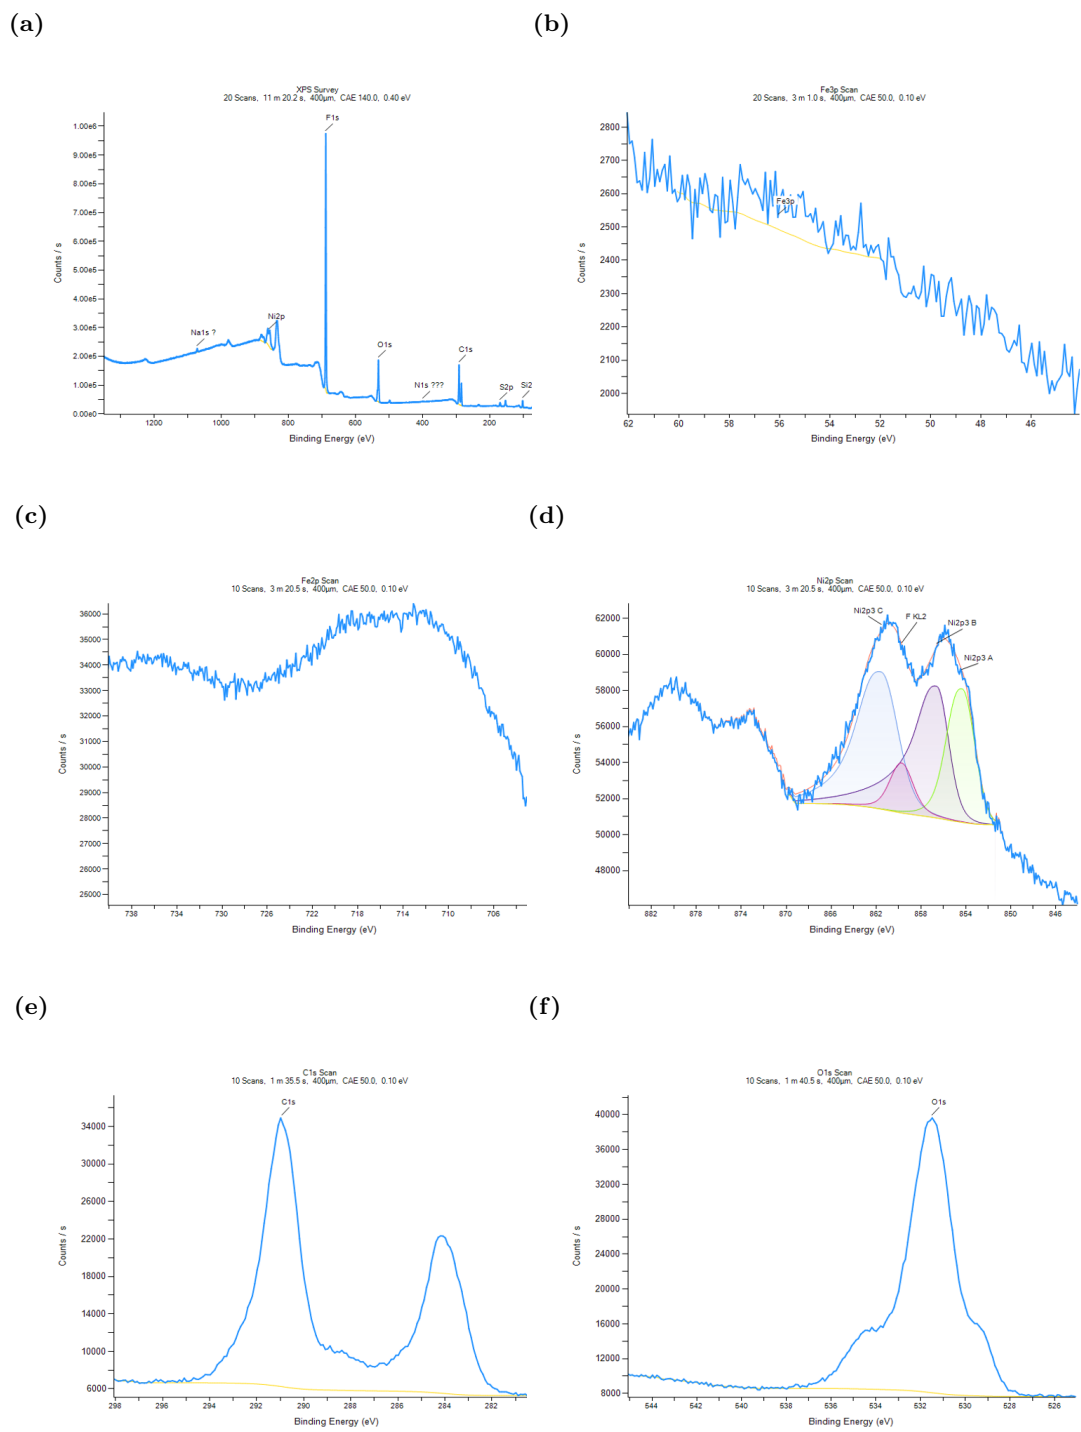 (a)
XPS Survey
20 Scans, 11 m 20.2 s, 400μm, CAE 140.0, 0.40 eV
F1s
1.00e6
9.00e5
8.00e5
7.00e5
6.00e5
5.00e5
4.00e5
3.00e5
2.00e5
1.00e5
0.00e0
Counts / s
Na1s ?
Ni2p
O1s
N1s ???
C1s
S2p
Si2
1200 1000 800 600 400 200
Binding Energy (eV)
(b)
Fe3p Scan
20 Scans, 3 m 1.0 s, 400μm, CAE 50.0, 0.10 eV
2800
2700
2600
2500
2400
2300
2200
2100
2000
Counts / s
Fe3p
62 60 58 56 54 52 50 48 46
Binding Energy (eV)
(c)
Fe2p Scan
10 Scans, 3 m 20.5 s, 400μm, CAE 50.0, 0.10 eV
36000
35000
34000
33000
32000
31000
30000
29000
28000
27000
26000
25000
Counts / s
738 734 730 726 722 718 714 710 706
Binding Energy (eV)
(d)
Ni2p Scan
10 Scans, 3 m 20.5 s, 400μm, CAE 50.0, 0.10 eV
62000
60000
58000
56000
54000
52000
50000
48000
Counts / s
Ni2p3 C
F KL2
Ni2p3 B
Ni2p3 A
882 878 874 870 866 862 858 854 850 846
Binding Energy (eV)
(e)
C1s Scan
10 Scans, 1 m 35.5 s, 400μm, CAE 50.0, 0.10 eV
C1s
34000
30000
26000
22000
18000
14000
10000
6000
Counts / s
298 296 294 292 290 288 286 284 282
Binding Energy (eV)
(f)
O1s Scan
10 Scans, 1 m 40.5 s, 400μm, CAE 50.0, 0.10 eV
O1s
40000
36000
32000
28000
24000
20000
16000
12000
8000
Counts / s
544 542 540 538 536 534 532 530 528 526
Binding Energy (eV)